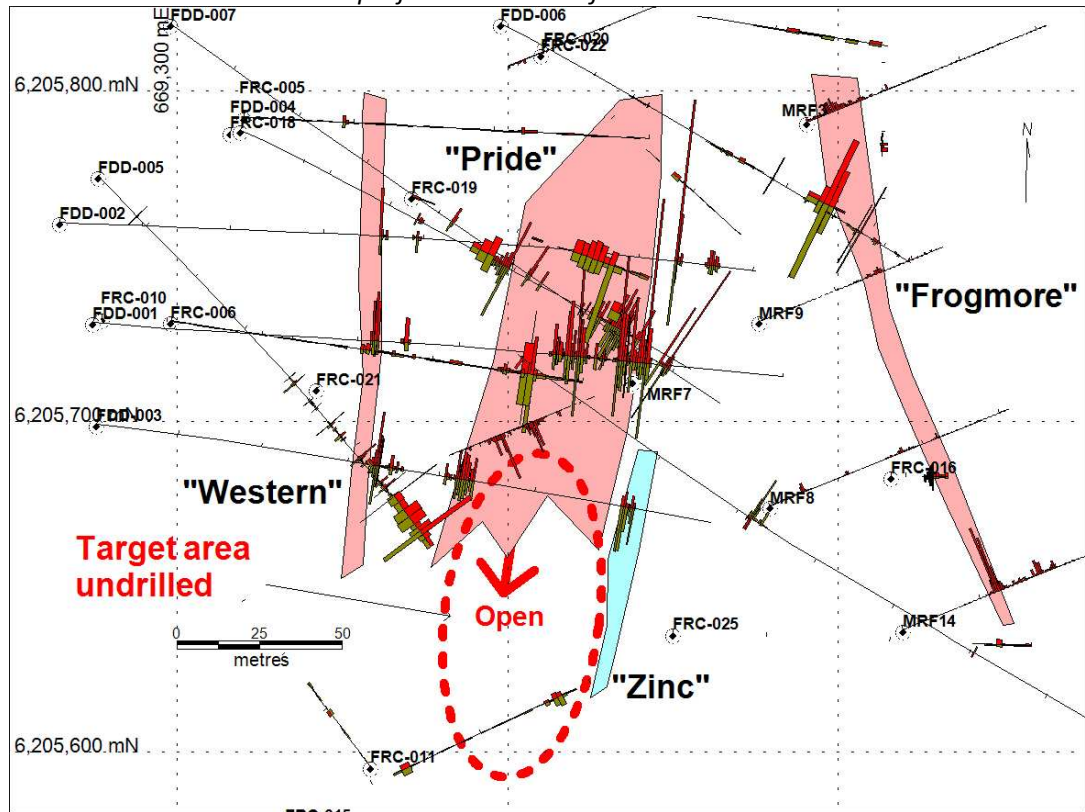 FDD-007
FDD-006
669,300 mE
FRC-020
FRC-022
6,205,800 mN
FRC-005
FDD-004
FRC-018
MRF3
N
"Pride"
FDD-005
FRC-019
FDD-002
"Frogmore"
FRC-010
FDD-001
FRC-006
MRF9
FRC-021
MRF7
6,205,700 mN
FDD-003
FRC-016
"Western"
MRF8
Target area
undrilled
Open
0 25 50
metres
FRC-025
MRF14
"Zinc"
6,205,600 mN
FRC-011